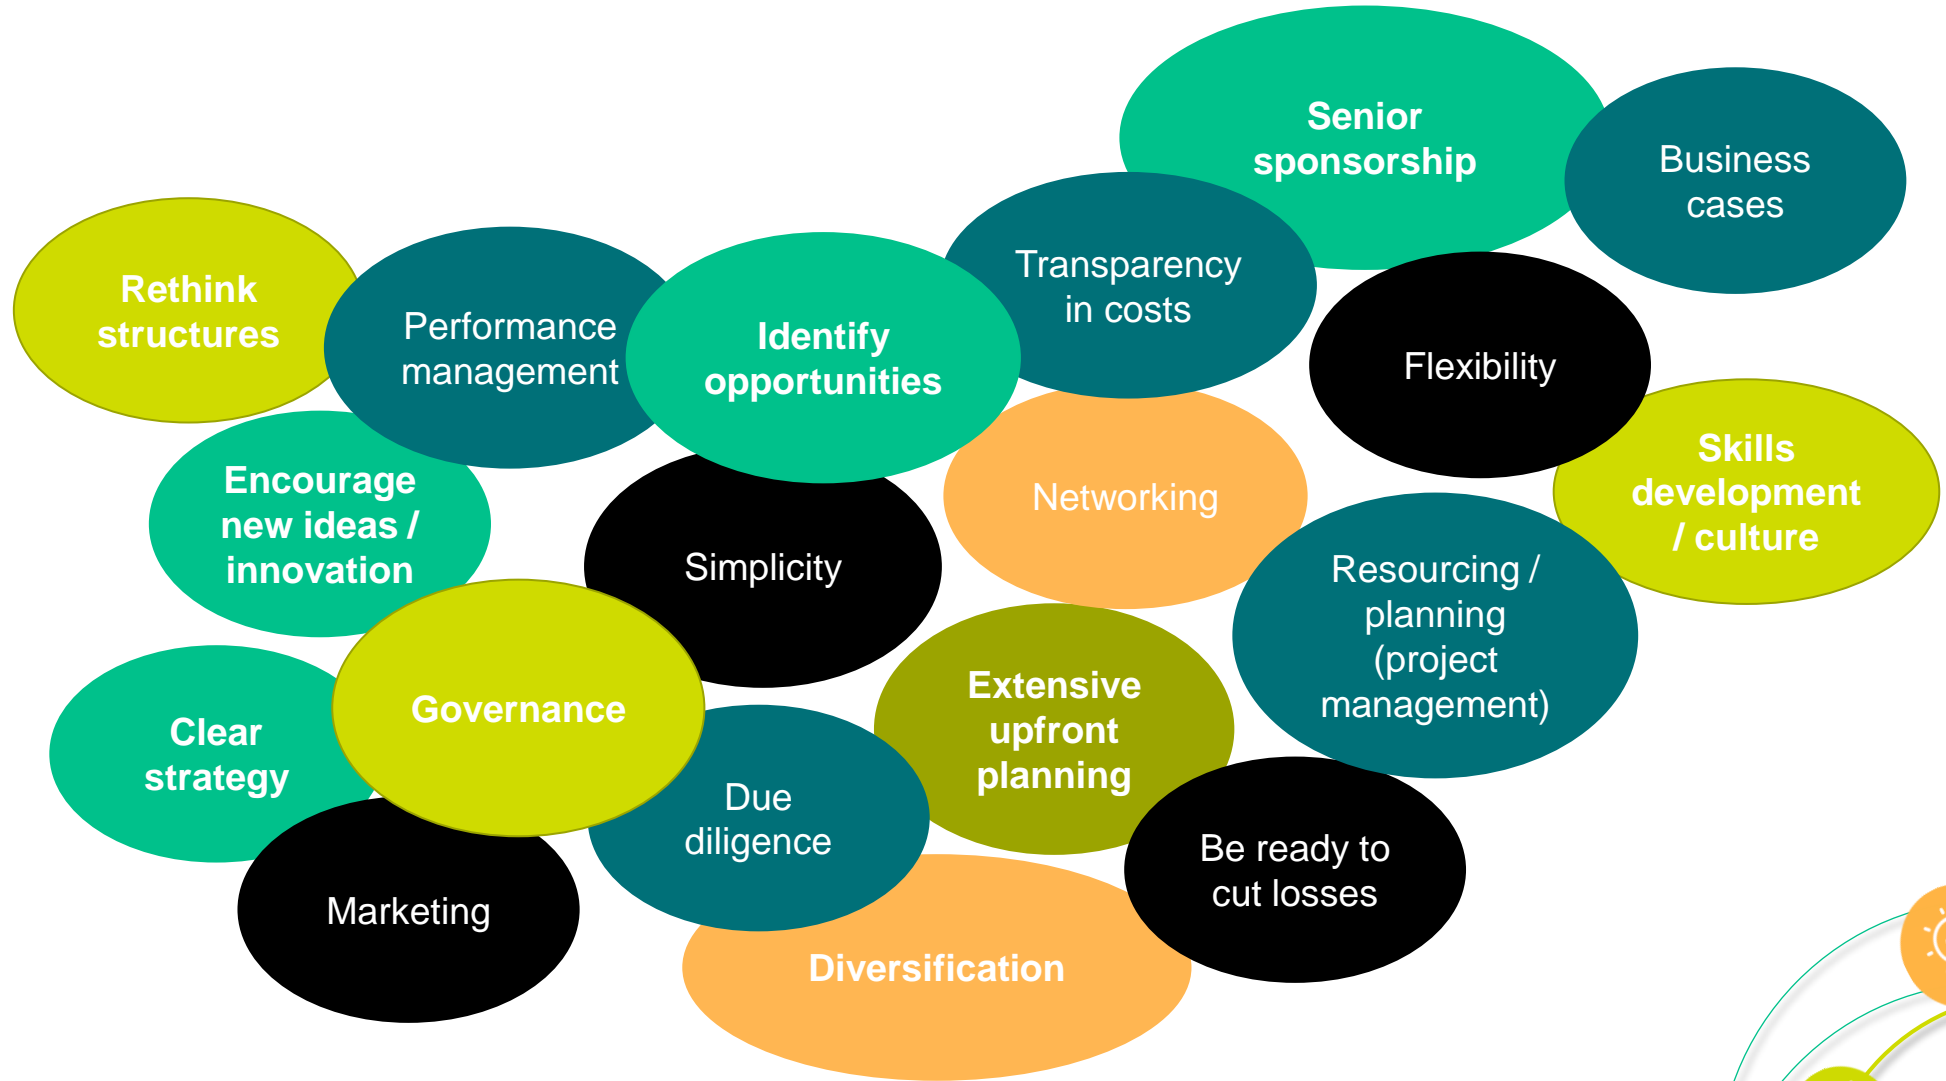 Senior
sponsorship
Business
cases
Rethink
structures
Performance
management
Identify
opportunities
Transparency
in costs
Flexibility
Encourage
new ideas /
innovation
Simplicity
Networking
Skills
development
/ culture
Resourcing /
planning
(project
management)
Clear
strategy
Governance
Extensive
upfront
planning
Due
diligence
Be ready to
cut losses
Marketing
Diversification